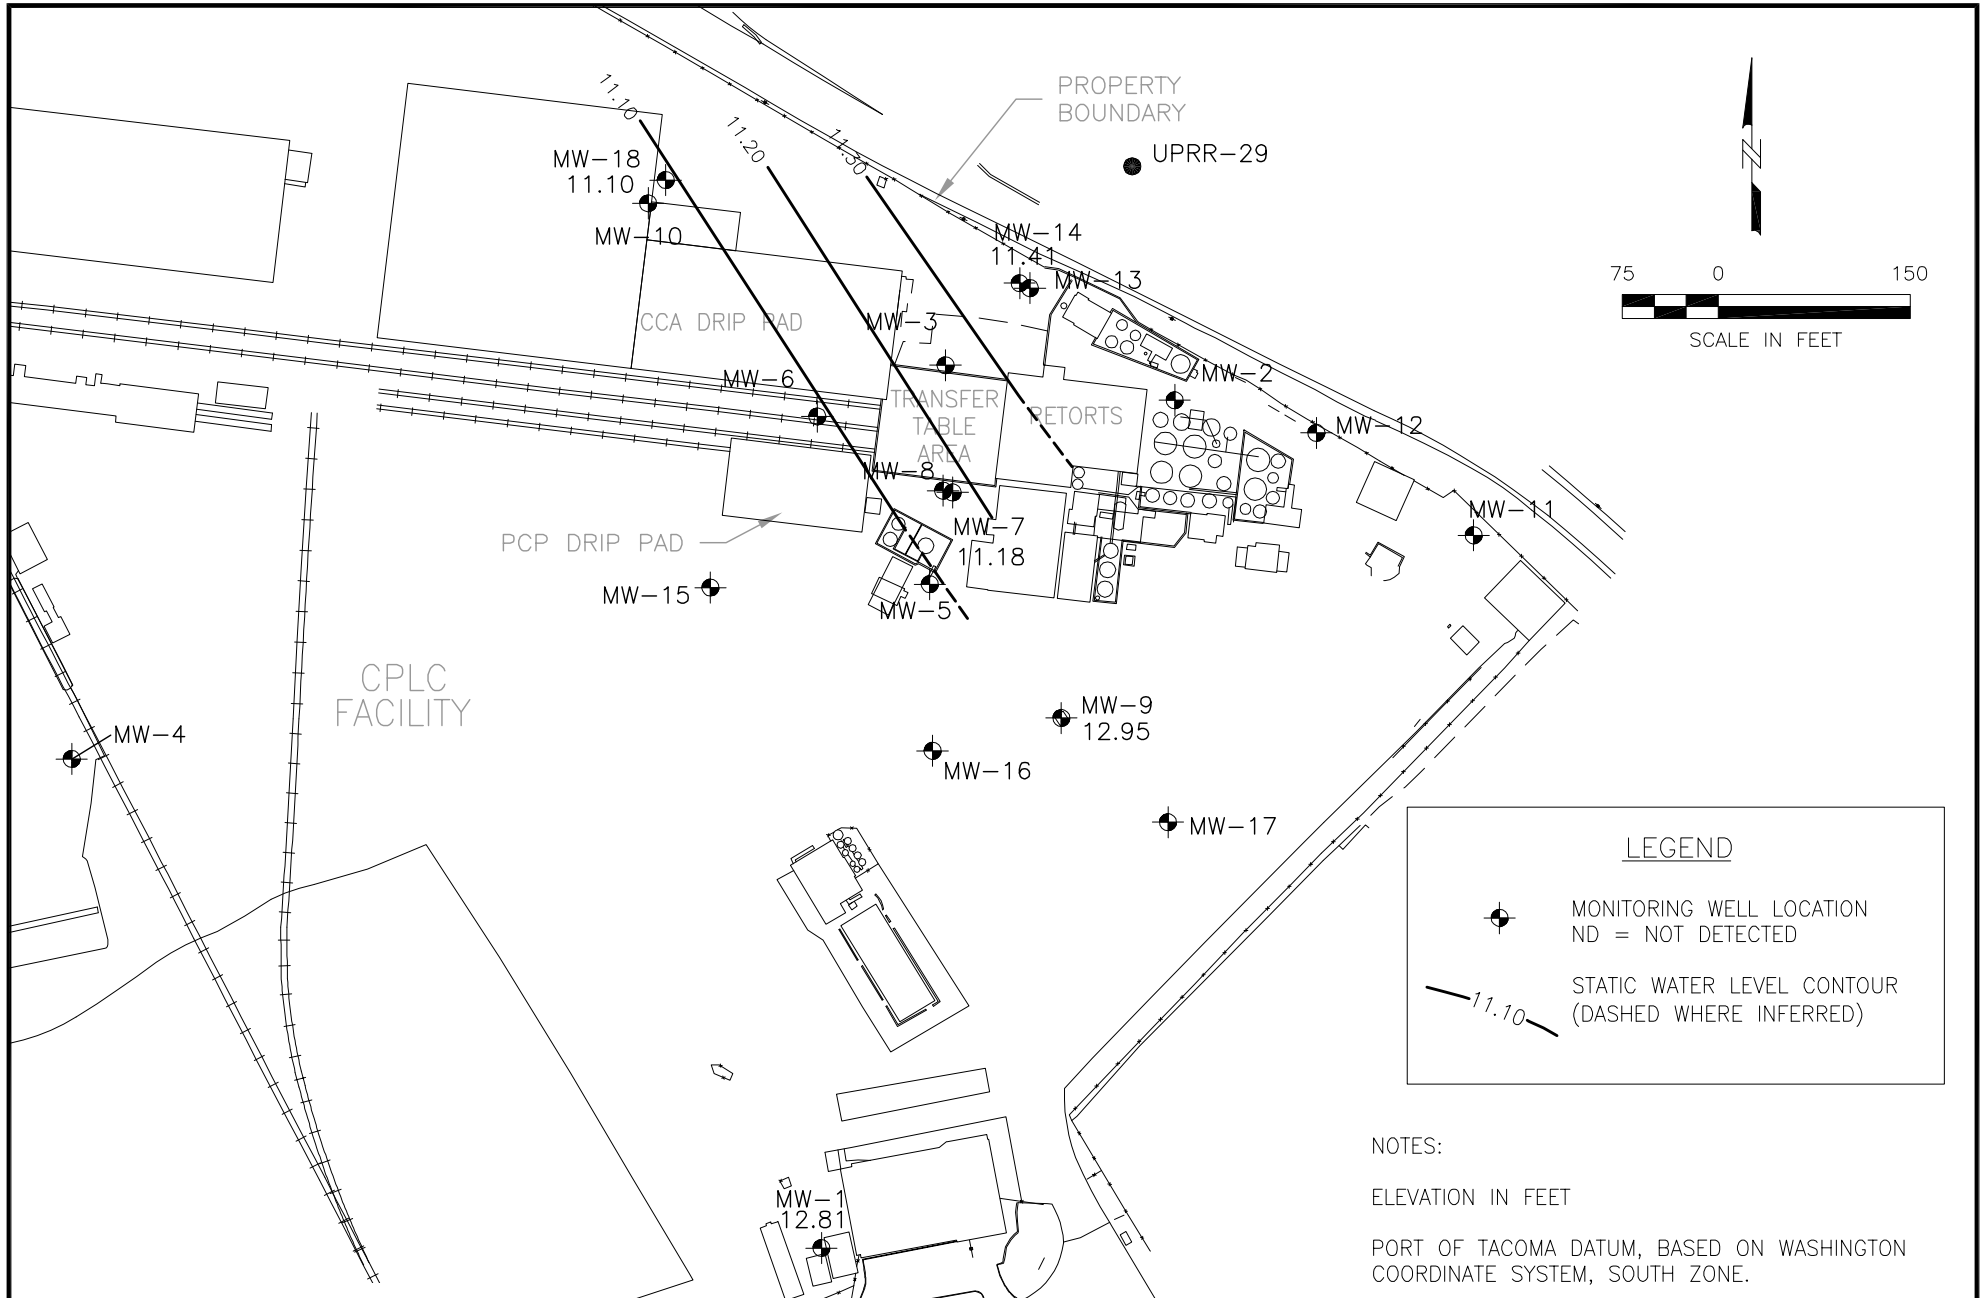 PROPERTY
BOUNDARY
UPRR-29
N
75 0 150
SCALE IN FEET
11.10
11.20
11.30
MW-18
11.10
MW-10
MW-14
11.41
MW-13
CCA DRIP PAD
MW-3
MW-6
TRANSFER
TABLE
AREA
RETORTS
MW-2
MW-12
MW-8
MW-7
11.18
MW-11
PCP DRIP PAD
MW-15
MW-5
CPLC
FACILITY
MW-9
12.95
MW-4
MW-16
MW-17
MW-1
12.81
LEGEND
MONITORING WELL LOCATION
ND = NOT DETECTED
11.10
STATIC WATER LEVEL CONTOUR
(DASHED WHERE INFERRED)
NOTES:
ELEVATION IN FEET
PORT OF TACOMA DATUM, BASED ON WASHINGTON
COORDINATE SYSTEM, SOUTH ZONE.